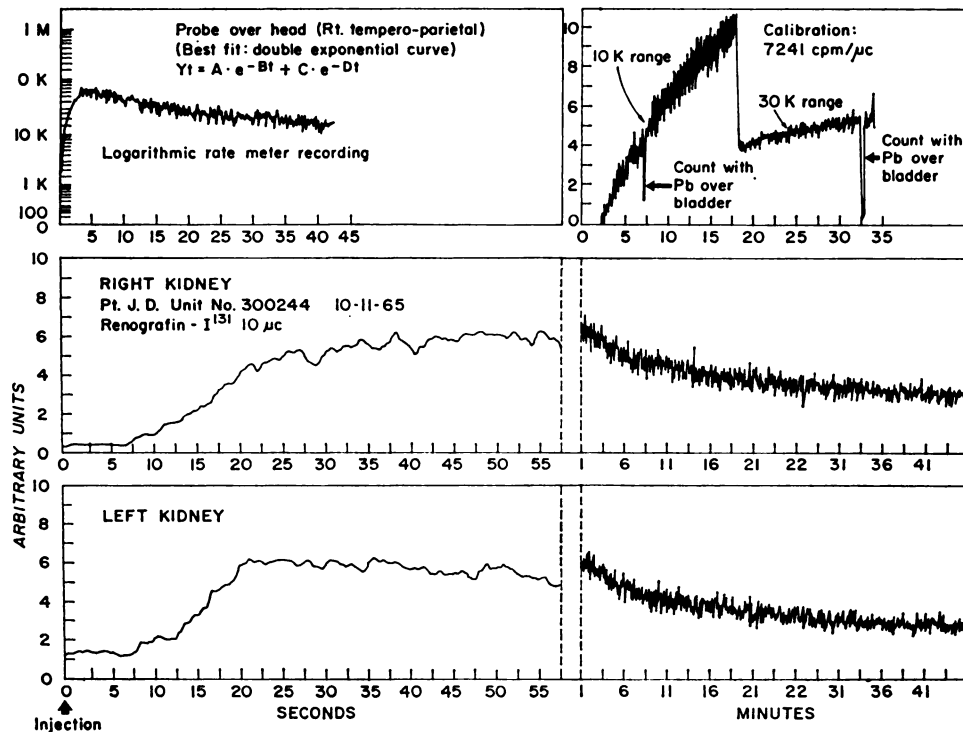 Probe over head (Rt. tempero-parietal)
(Best fit: double exponential curve)
Yt = A · e-Bt + C · e-Dt
1 M
0 K
10 K
1 K
100
0
Logarithmic rate meter recording
5 10 15 20 25 30 35 40 45
10
8
6
4
2
0
10 K range
Calibration:
7241 cpm/μc
30 K range
Count with
Pb over
bladder
Count with
Pb over
bladder
0 5 10 15 20 25 30 35
ARBITRARY UNITS
10
8
6
4
2
0
RIGHT KIDNEY
Pt. J. D. Unit No. 300244 10-11-65
Renografin - I131 10 μc
0 5 10 15 20 25 30 35 40 45 50 55
1 6 11 16 22 26 31 36 41
10
8
6
4
2
0
LEFT KIDNEY
0 5 10 15 20 25 30 35 40 45 50 55
1 6 11 16 22 26 31 36 41
Injection
SECONDS
MINUTES